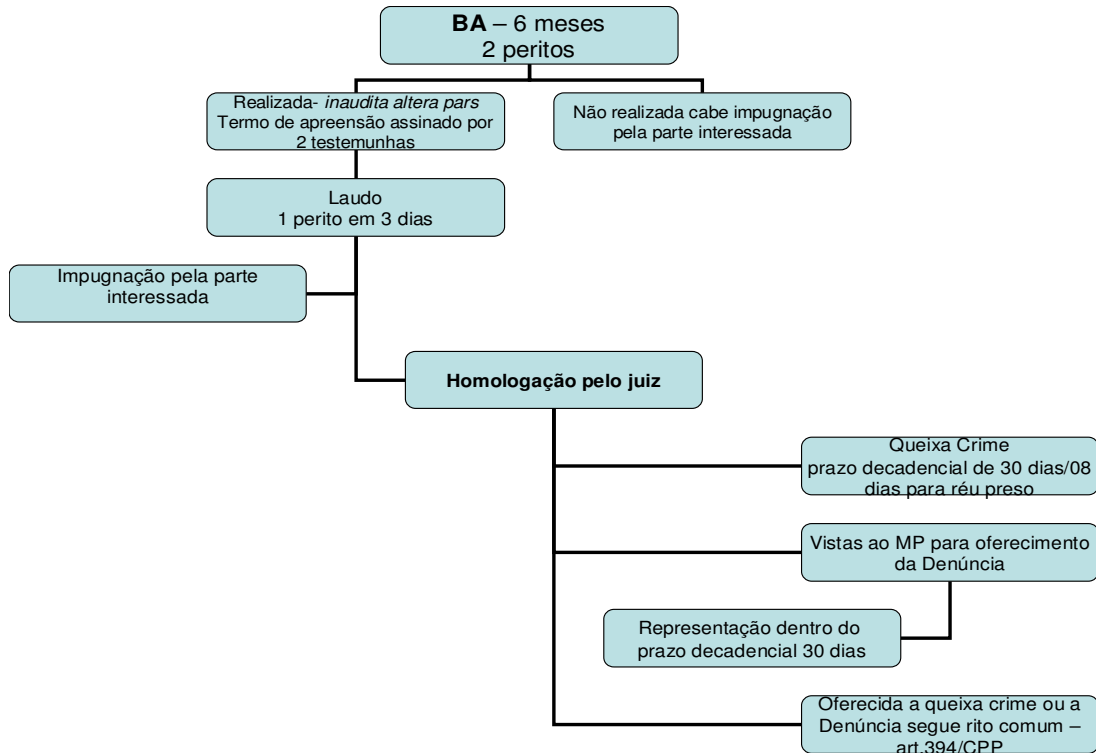 BA – 6 meses
2 peritos
Realizada- inaudita altera pars
Termo de apreensão assinado por
2 testemunhas
Não realizada cabe impugnação
pela parte interessada
Laudo
1 perito em 3 dias
Impugnação pela parte
interessada
Homologação pelo juiz
Queixa Crime
prazo decadencial de 30 dias/08
dias para réu preso
Vistas ao MP para oferecimento
da Denúncia
Representação dentro do
prazo decadencial 30 dias
Oferecida a queixa crime ou a
Denúncia segue rito comum –
art.394/CPP